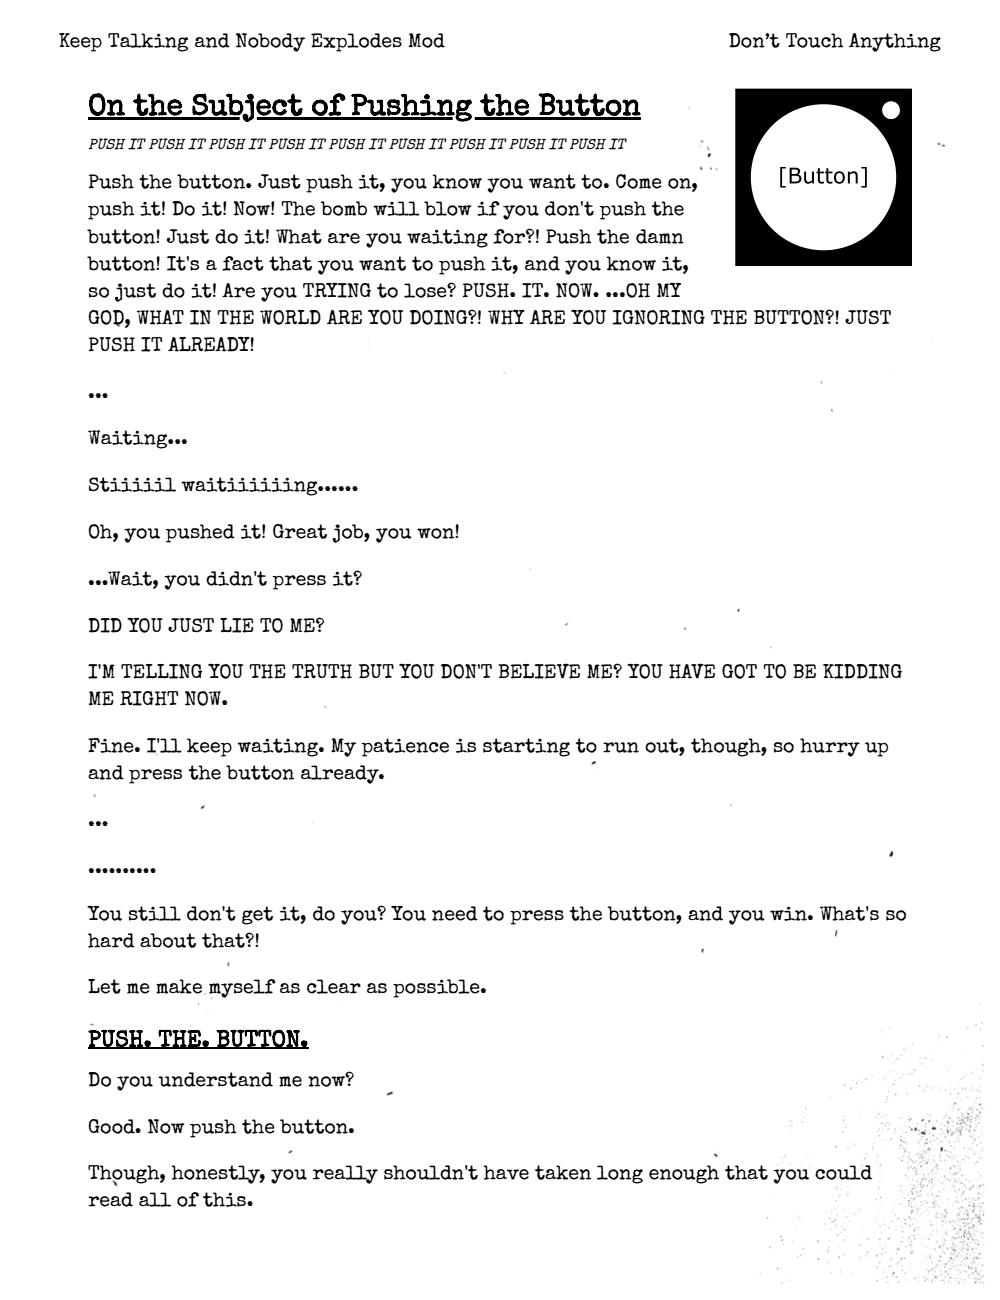 Keep Talking and Nobody Explodes Mod
Don’t Touch Anything
On the Subject of Pushing the Button
PUSH IT PUSH IT PUSH IT PUSH IT PUSH IT PUSH IT PUSH IT PUSH IT PUSH IT
[Button]
Push the button. Just push it, you know you want to. Come on,
push it! Do it! Now! The bomb will blow if you don't push the
button! Just do it! What are you waiting for?! Push the damn
button! It's a fact that you want to push it, and you know it,
so just do it! Are you TRYING to lose? PUSH. IT. NOW. ...OH MY
GOD, WHAT IN THE WORLD ARE YOU DOING?! WHY ARE YOU IGNORING THE BUTTON?! JUST
PUSH IT ALREADY!
...
Waiting...
Stiiiiil waitiiiiiing......
Oh, you pushed it! Great job, you won!
...Wait, you didn't press it?
DID YOU JUST LIE TO ME?
I'M TELLING YOU THE TRUTH BUT YOU DON'T BELIEVE ME? YOU HAVE GOT TO BE KIDDING
ME RIGHT NOW.
Fine. I'll keep waiting. My patience is starting to run out, though, so hurry up
and press the button already.
...
..........
You still don't get it, do you? You need to press the button, and you win. What's so
hard about that?!
Let me make myself as clear as possible.
PUSH. THE. BUTTON.
Do you understand me now?
Good. Now push the button.
Though, honestly, you really shouldn't have taken long enough that you could
read all of this.